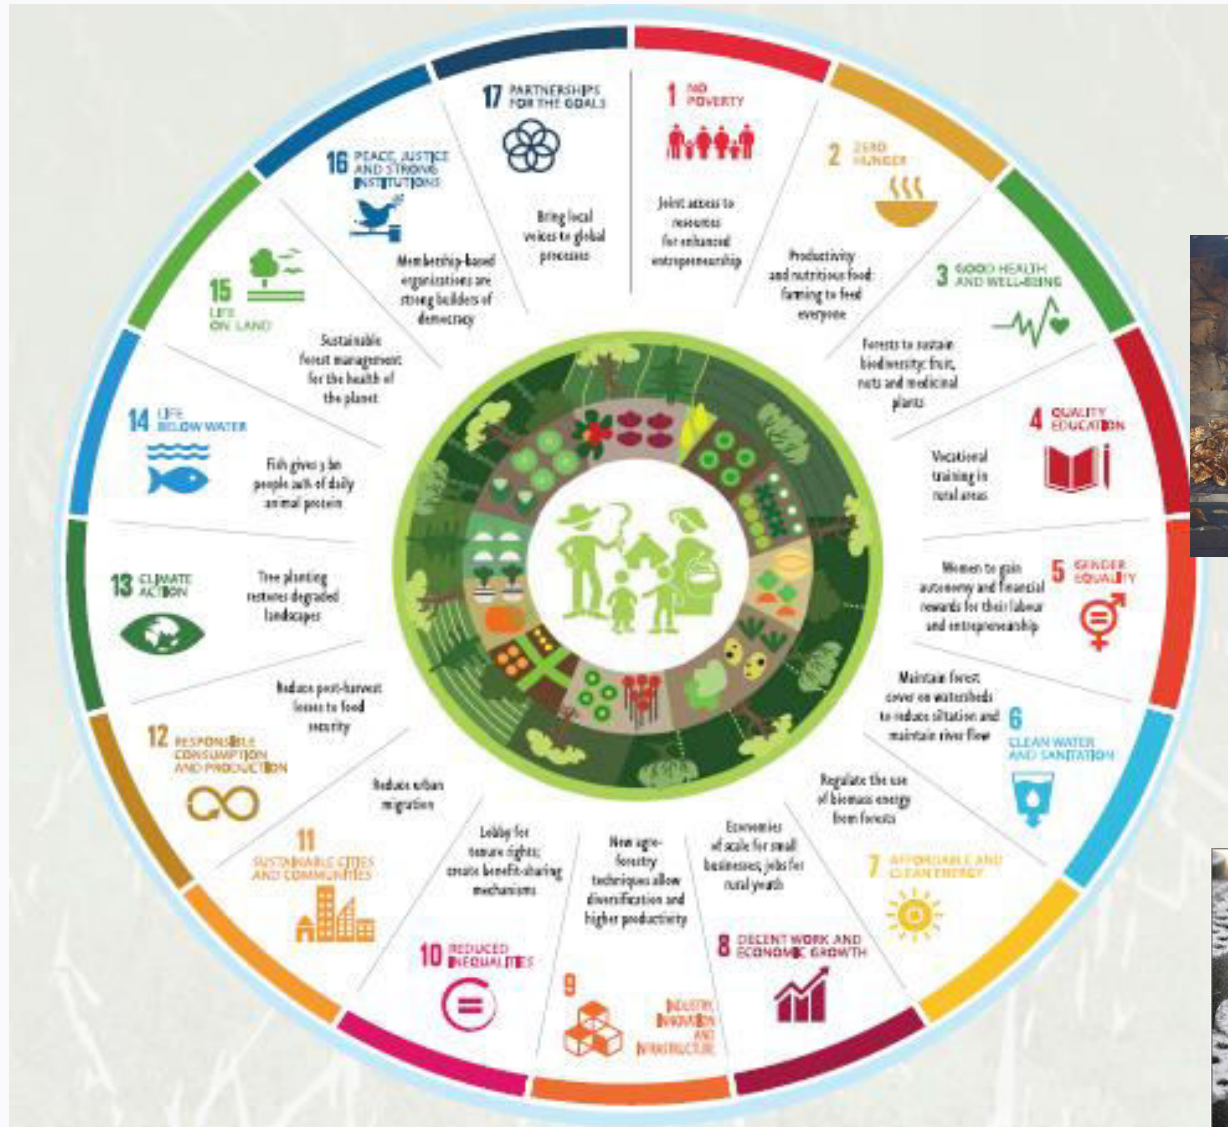 1 NO
POVERTY
Joint access to
resources
for enhanced
entrepreneurship
2 ZERO
HUNGER
Productivity
and nutritious food:
farming to feed
everyone
3 GOOD HEALTH
AND WELL-BEING
Forests to sustain
biodiversity: fruit,
nuts and medicinal
plants
4 QUALITY
EDUCATION
Vocational
training in
rural areas
5 GENDER
EQUALITY
Women to gain
autonomy and financial
rewards for their labour
and entrepreneurship
6
CLEAN WATER
AND SANITATION
Maintain forest
cover on watersheds
to reduce siltation and
maintain river flow
7 AFFORDABLE AND
CLEAN ENERGY
Regulate the use
of biomass energy
from forests
8 DECENT WORK AND
ECONOMIC GROWTH
Economies
of scale for small
businesses; jobs for
rural youth
9
INDUSTRY,
INNOVATION
AND
INFRASTRUCTURE
New agro-
forestry
techniques allow
diversification and
higher productivity
10 REDUCED
INEQUALITIES
Lobby for
tenure rights;
create benefit-sharing
mechanisms
11
SUSTAINABLE CITIES
AND COMMUNITIES
Reduce urban
migration
12 RESPONSIBLE
CONSUMPTION
AND PRODUCTION
Reduce post-harvest
losses to food
security
13 CLIMATE
ACTION
Tree planting
restores degraded
landscapes
14 LIFE
BELOW WATER
Fish gives 3 bn
people of daily
animal protein
15
LIFE
ON LAND
Sustainable
forest management
for the health of
the planet
16 PEACE, JUSTICE
AND STRONG
INSTITUTIONS
Membership-based
organizations are
strong builders of
democracy
17 PARTNERSHIPS
FOR THE GOALS
Bring local
voices to global
processes